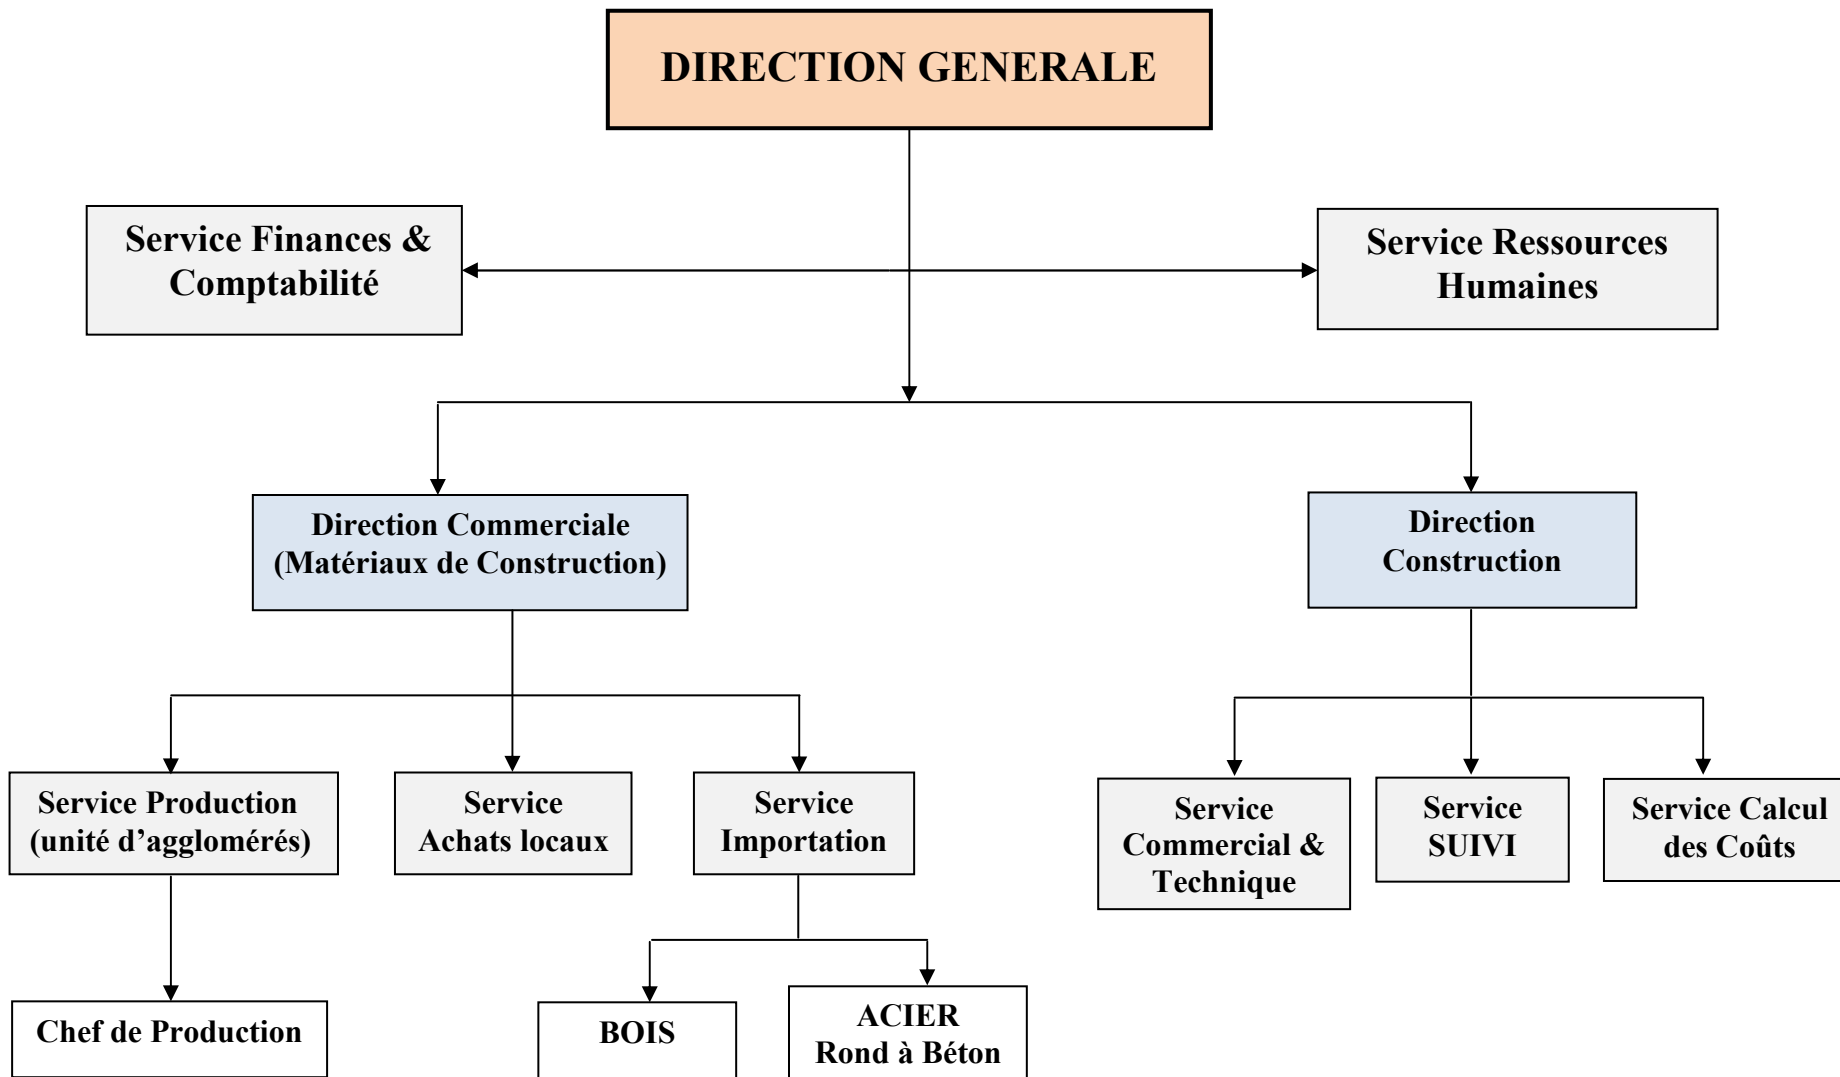 DIRECTION GENERALE
Service Finances &
Comptabilité
Service Ressources
Humaines
Direction Commerciale
(Matériaux de Construction)
Direction
Construction
Service Production
(unité d’agglomérés)
Service
Achats locaux
Service
Importation
Service
Commercial &
Technique
Service
SUIVI
Service Calcul
des Coûts
Chef de Production
BOIS
ACIER
Rond à Béton